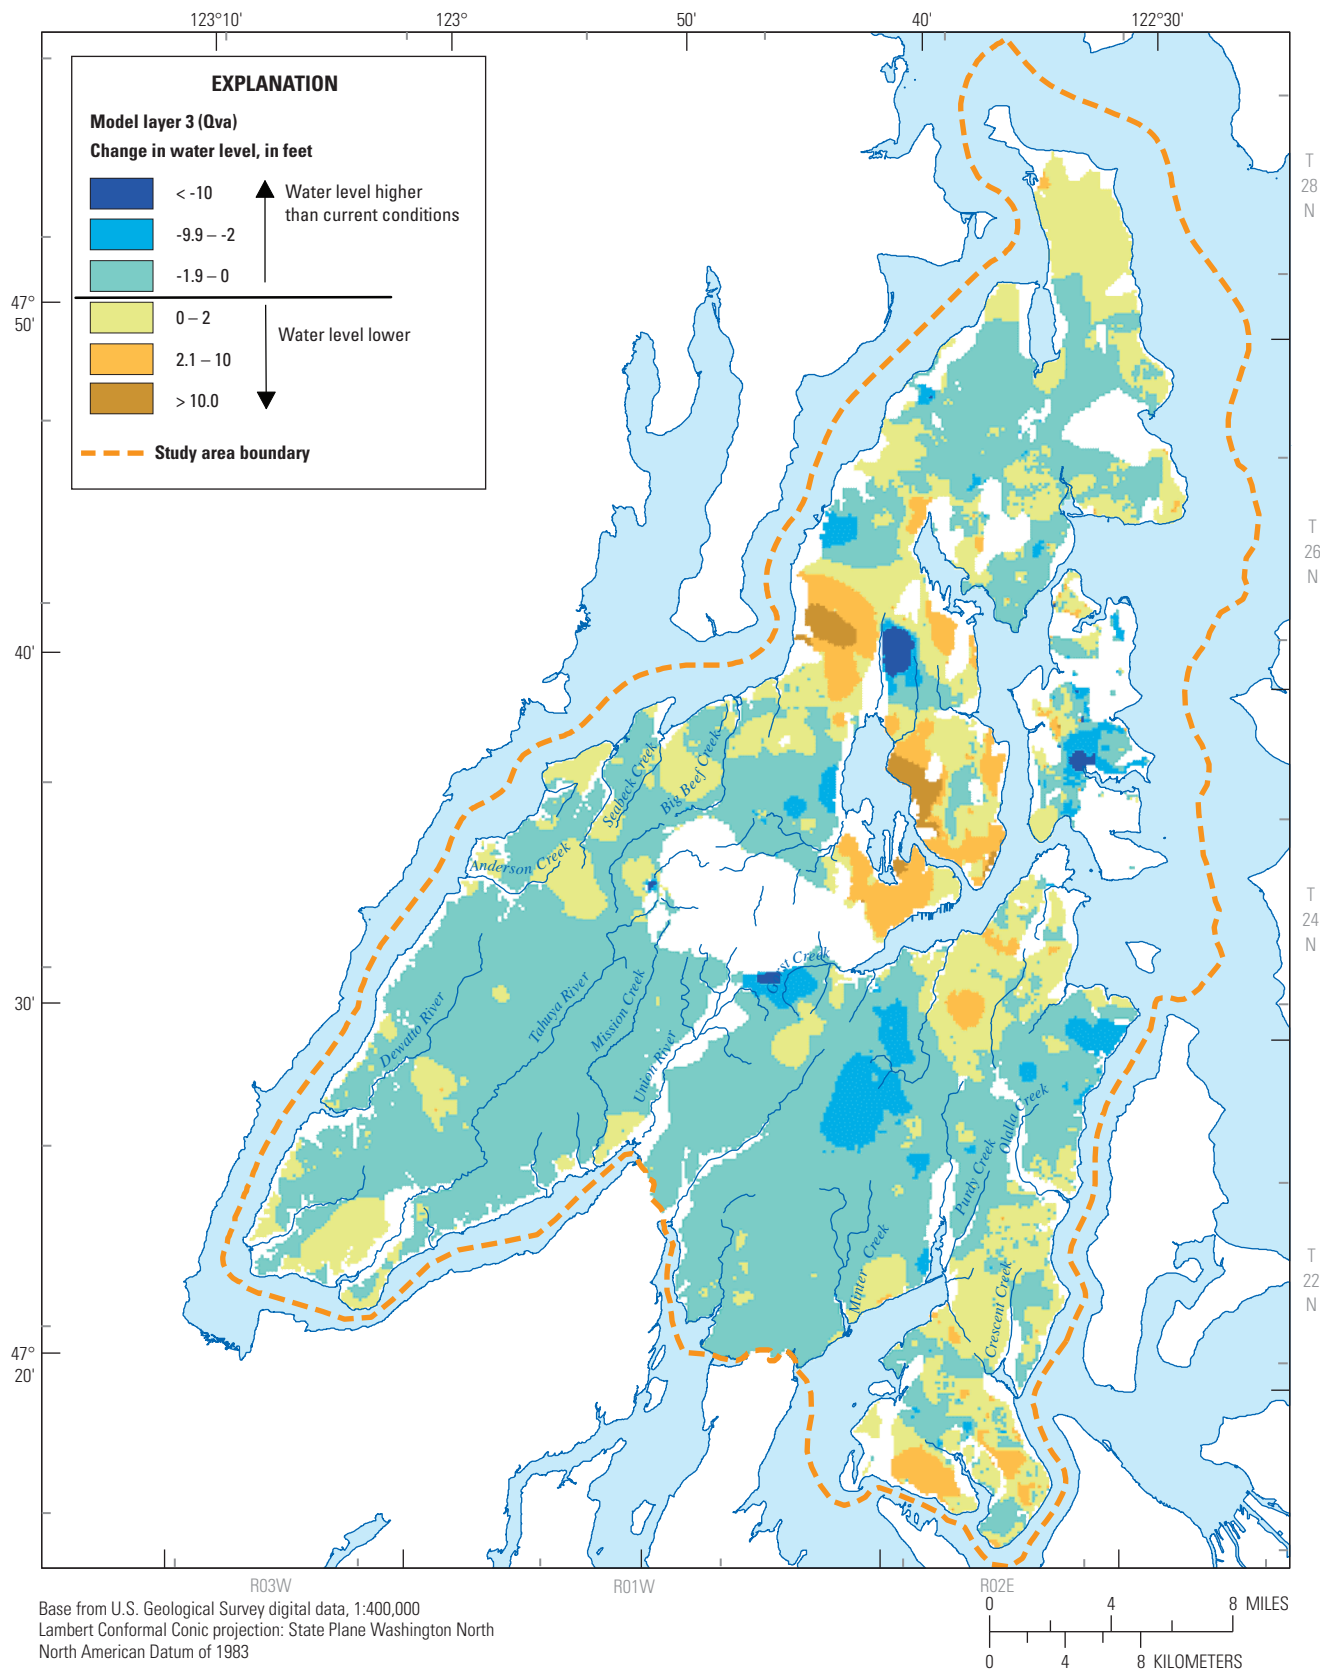 123°10'
123°
50'
40'
122°30'
EXPLANATION
Model layer 3 (Qva)
Change in water level, in feet
< -10
-9.9 – -2
-1.9 – 0
0 – 2
2.1 – 10
> 10.0
Water level higher
than current conditions
Water level lower
Study area boundary
47°
50'
40'
30'
47°
20'
T
28
N
T
26
N
T
24
N
T
22
N
Seabeck Creek
Big Beef Creek
Anderson Creek
Gorst Creek
Dewatto River
Tahuya River
Mission Creek
Union River
Olalla Creek
Purdy Creek
Minter Creek
Crescent Creek
R03W
R01W
R02E
Base from U.S. Geological Survey digital data, 1:400,000
Lambert Conformal Conic projection: State Plane Washington North
North American Datum of 1983
0 4 8 MILES
0 4 8 KILOMETERS